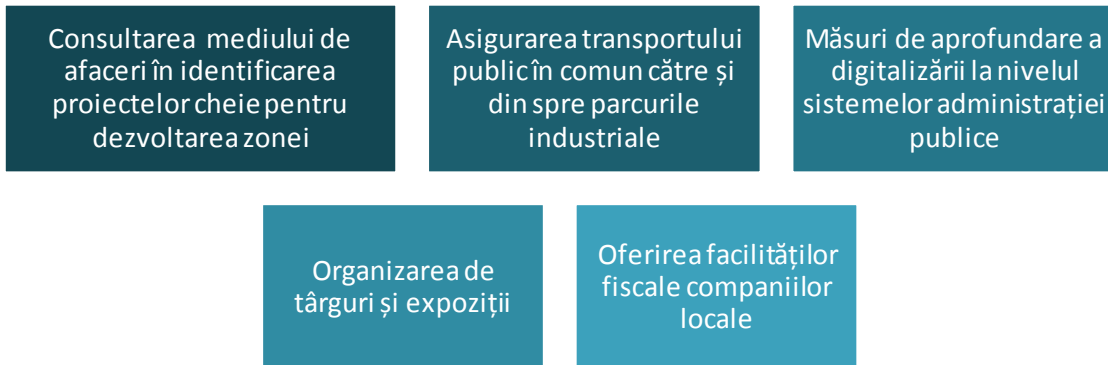 Consultarea mediului de
afaceri în identificarea
proiectelor cheie pentru
dezvoltarea zonei
Asigurarea transportului
public în comun către și
din spre parcurile
industriale
Măsuri de aprofundare a
digitalizării la nivelul
sistemelor administrației
publice
Organizarea de
târguri și expoziții
Oferirea facilităților
fiscale companiilor
locale